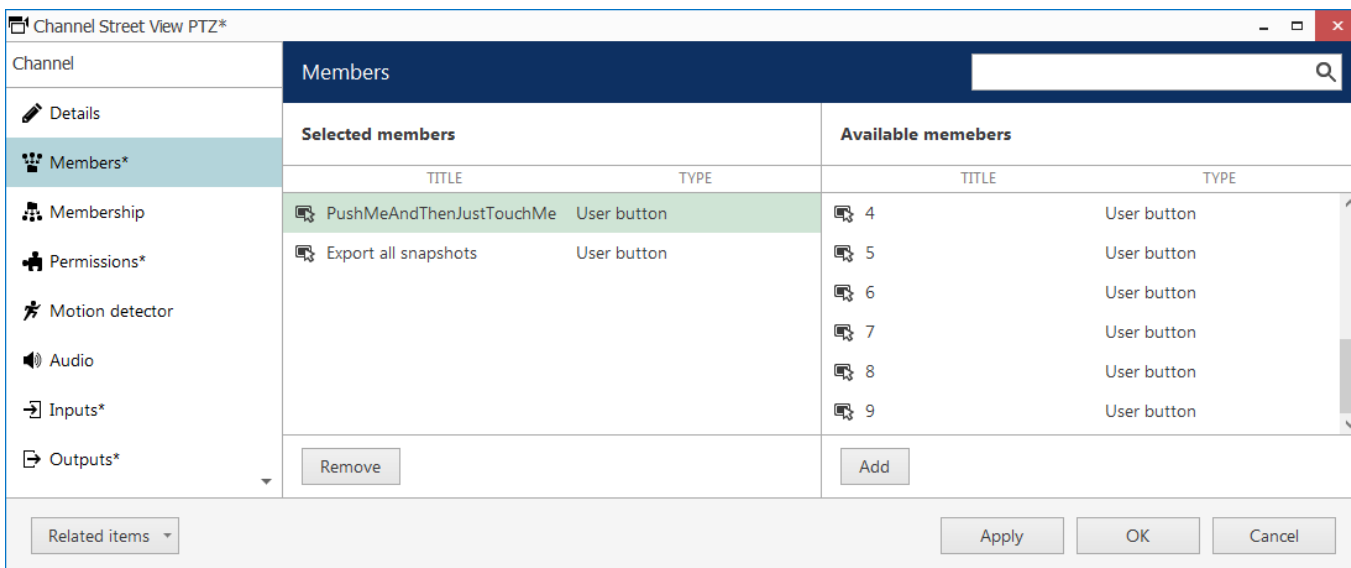 Channel Street View PTZ*
Channel
Members
Details
Members*
Membership
Permissions*
Motion detector
Audio
Inputs*
Outputs*
Selected members
TITLE TYPE
PushMeAndThenJustTouchMe User button
Export all snapshots User button
Remove
Available memebers
TITLE TYPE
4 User button
5 User button
6 User button
7 User button
8 User button
9 User button
Add
Related items
Apply OK Cancel